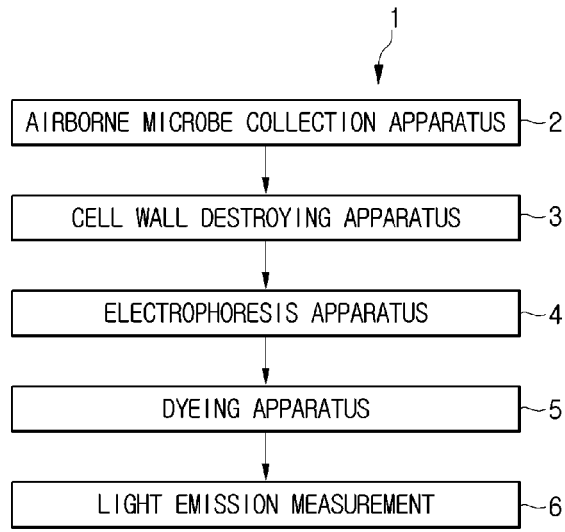 1
AIRBORNE MICROBE COLLECTION APPARATUS 2
CELL WALL DESTROYING APPARATUS 3
ELECTROPHORESIS APPARATUS 4
DYEING APPARATUS 5
LIGHT EMISSION MEASUREMENT 6